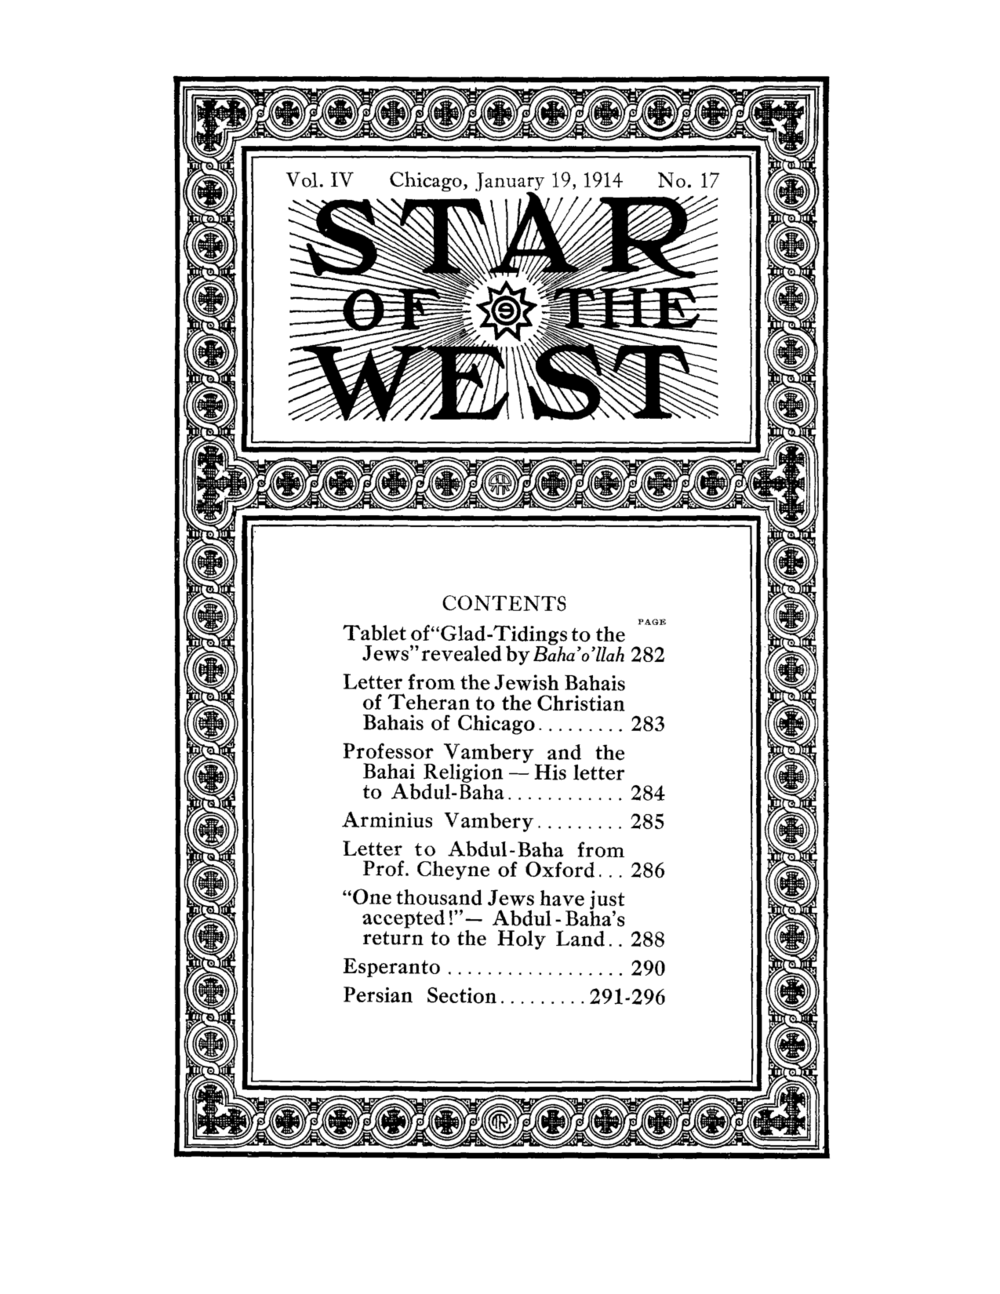 Vol. IV Chicago, January 19, 1914 No. 17
STAR
OF 9 THE
WEST
CONTENTS
PAGE
Tablet of "Glad-Tidings to the
Jews" revealed by Baha'o'llah 282
Letter from the Jewish Bahais
of Teheran to the Christian
Bahais of Chicago......... 283
Professor Vambery and the
Bahai Religion — His letter
to Abdul-Baha............ 284
Arminius Vambery......... 285
Letter to Abdul-Baha from
Prof. Cheyne of Oxford... 286
"One thousand Jews have just
accepted!"— Abdul-Baha's
return to the Holy Land.. 288
Esperanto .................. 290
Persian Section......... 291-296